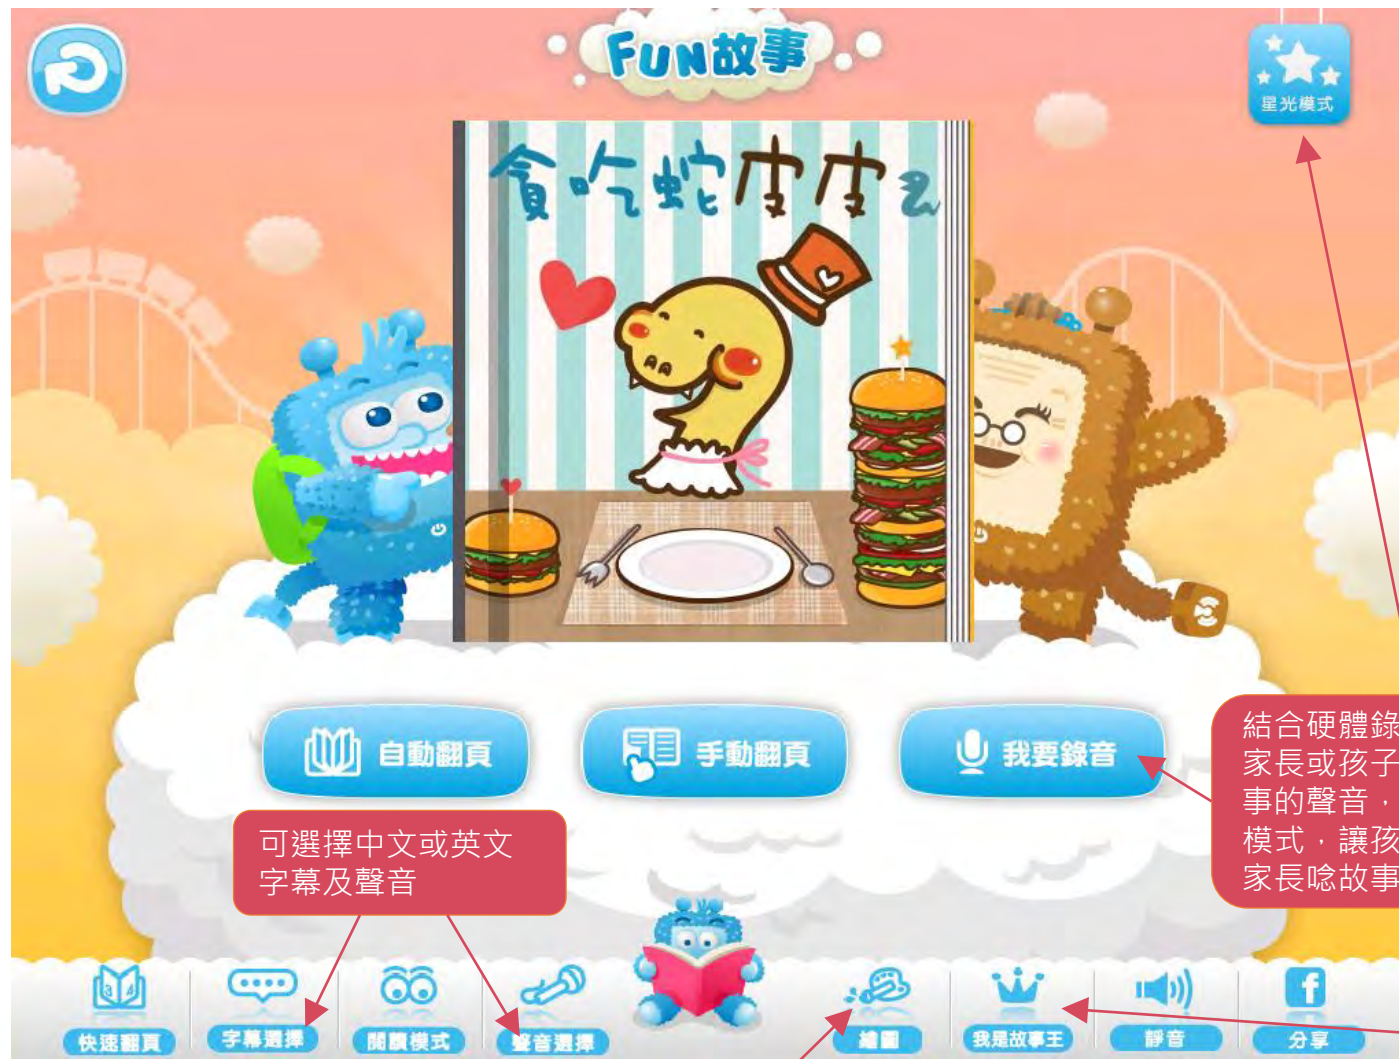 FUN故事
星光模式
貪吃蛇皮皮2
自動翻頁
手動翻頁
我要錄音
結合硬體錄
家長或孩子
事的聲音，
模式，讓孩
家長唸故事
可選擇中文或英文
字幕及聲音
3 4
快速翻頁
字幕選擇
閱讀模式
聲音選擇
繪圖
我是故事王
靜音
f
分享